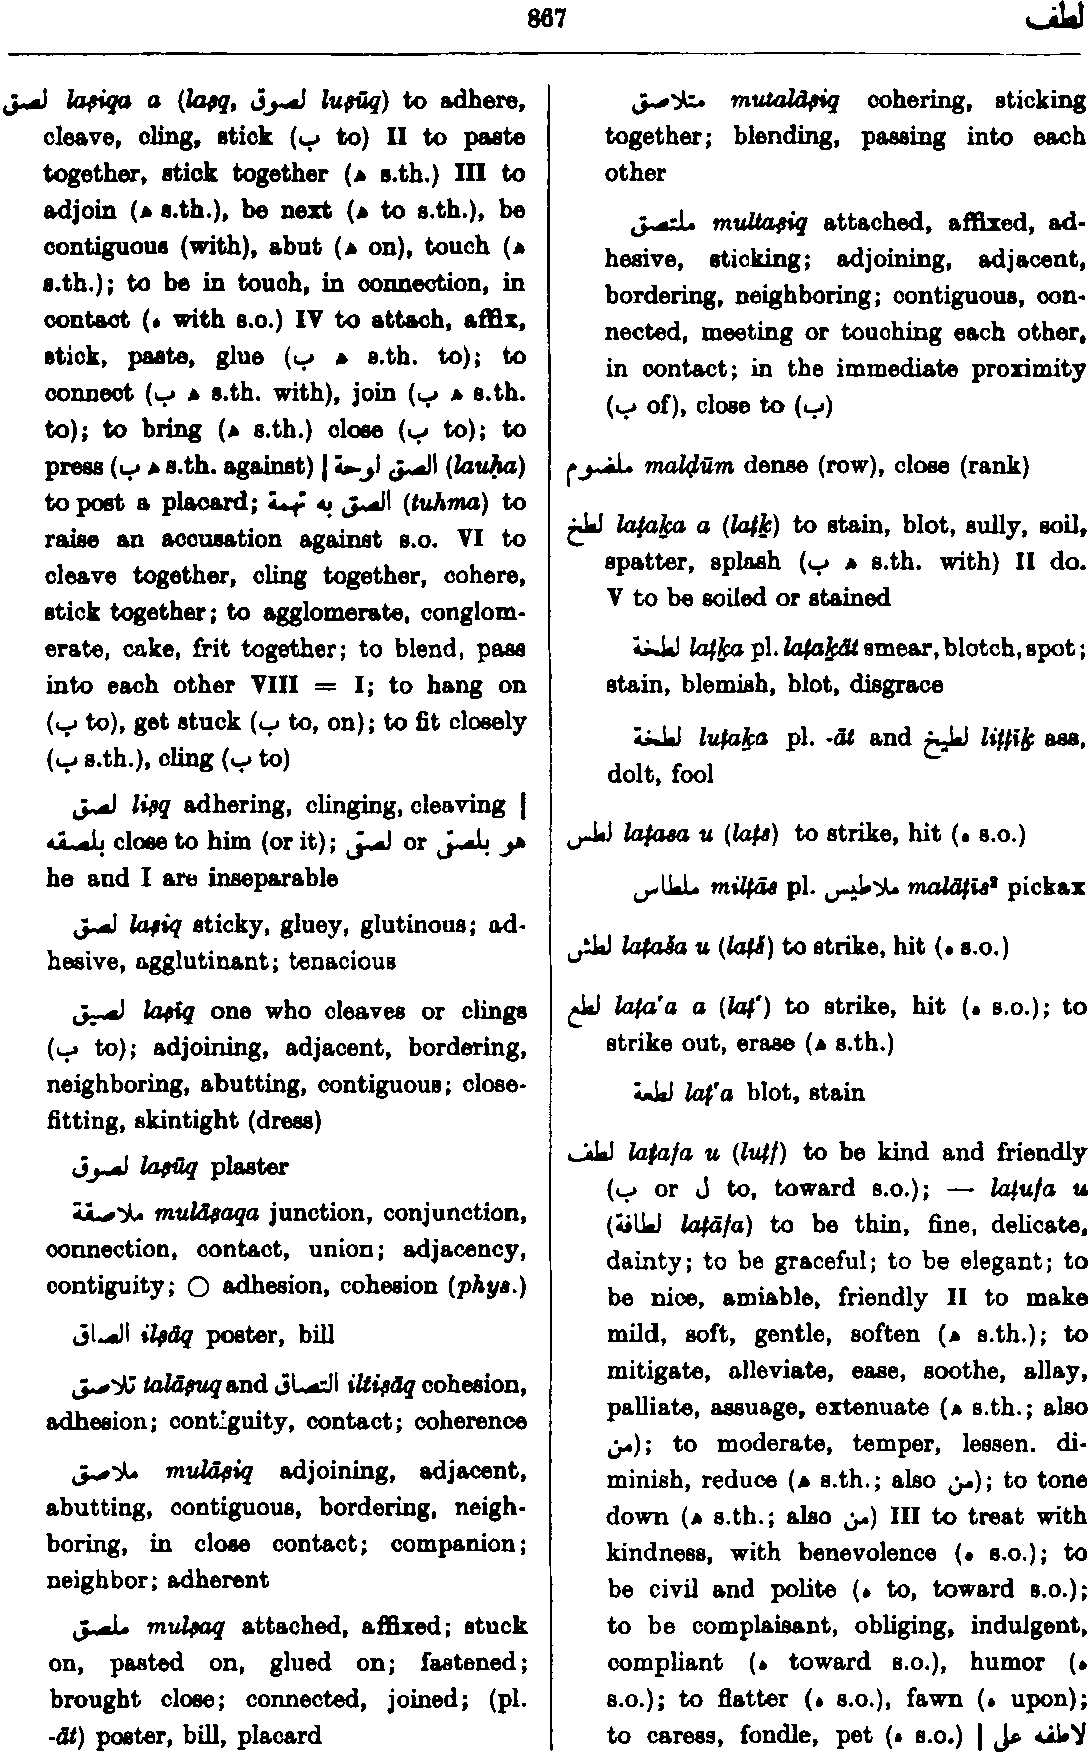 867
لطف
لصق laṣiqa a (laṣq, لصوق luṣūq) to adhere,
cleave, cling, stick (ب to) II to paste
together, stick together (ه s.th.) III to
adjoin (ه s.th.), be next (ه to s.th.), be
contiguous (with), abut (ه on), touch (ه
s.th.); to be in touch, in connection, in
contact (ه with s.o.) IV to attach, affix,
stick, paste, glue (ب ه s.th. to); to
connect (ب ه s.th. with), join (ب ه s.th.
to); to bring (ه s.th.) close (ب to); to
press (ب ه s.th. against) | الصق لوحة (lauḥa)
to post a placard; الصق به تهمة (tuhma) to
raise an accusation against s.o. VI to
cleave together, cling together, cohere,
stick together; to agglomerate, conglom-
erate, cake, frit together; to blend, pass
into each other VIII = I; to hang on
(ب to), get stuck (ب to, on); to fit closely
(ب s.th.), cling (ب to)
لصق liṣq adhering, clinging, cleaving |
بلصقه close to him (or it); هو بلصقى or لصقى
he and I are inseparable
لصق laṣiq sticky, gluey, glutinous; ad-
hesive, agglutinant; tenacious
لصيق laṣīq one who cleaves or clings
(ب to); adjoining, adjacent, bordering,
neighboring, abutting, contiguous; close-
fitting, skintight (dress)
لصوق laṣūq plaster
ملاصقة mulāṣaqa junction, conjunction,
connection, contact, union; adjacency,
contiguity; ○ adhesion, cohesion (phys.)
الصاق ilṣāq poster, bill
تلاصق talāṣuq and التصاق iltiṣāq cohesion,
adhesion; contiguity, contact; coherence
ملاصق mulāṣiq adjoining, adjacent,
abutting, contiguous, bordering, neigh-
boring, in close contact; companion;
neighbor; adherent
ملصق mulṣaq attached, affixed; stuck
on, pasted on, glued on; fastened;
brought close; connected, joined; (pl.
-āt) poster, bill, placard
متلاصق mutalāṣiq cohering, sticking
together; blending, passing into each
other
ملتصق multaṣiq attached, affixed, ad-
hesive, sticking; adjoining, adjacent,
bordering, neighboring; contiguous, con-
nected, meeting or touching each other,
in contact; in the immediate proximity
(ب of), close to (ب)
ملضوم malḍūm dense (row), close (rank)
لطخ laṭaḵa a (laṭḵ) to stain, blot, sully, soil,
spatter, splash (ب ه s.th. with) II do.
V to be soiled or stained
لطخة laṭḵa pl. laṭaḵāt smear, blotch, spot;
stain, blemish, blot, disgrace
لطخة luṭaḵa pl. -āt and لطيخ liṭṭīḵ ass,
dolt, fool
لطس laṭasa u (laṭs) to strike, hit (ه s.o.)
ملطاس milṭās pl. ملاطيس malāṭīs² pickax
لطش laṭaša u (laṭš) to strike, hit (ه s.o.)
لطع laṭaʿa a (laṭʿ) to strike, hit (ه s.o.); to
strike out, erase (ه s.th.)
لطعة laṭʿa blot, stain
لطف laṭafa u (luṭf) to be kind and friendly
(ب or ل to, toward s.o.); — laṭufa u
(لطافة laṭāfa) to be thin, fine, delicate,
dainty; to be graceful; to be elegant; to
be nice, amiable, friendly II to make
mild, soft, gentle, soften (ه s.th.); to
mitigate, alleviate, ease, soothe, allay,
palliate, assuage, extenuate (ه s.th.; also
من); to moderate, temper, lessen. di-
minish, reduce (ه s.th.; also من); to tone
down (ه s.th.; also من) III to treat with
kindness, with benevolence (ه s.o.); to
be civil and polite (ه to, toward s.o.);
to be complaisant, obliging, indulgent,
compliant (ه toward s.o.), humor (ه
s.o.); to flatter (ه s.o.), fawn (ه upon);
to caress, fondle, pet (ه s.o.) | لاطفه على